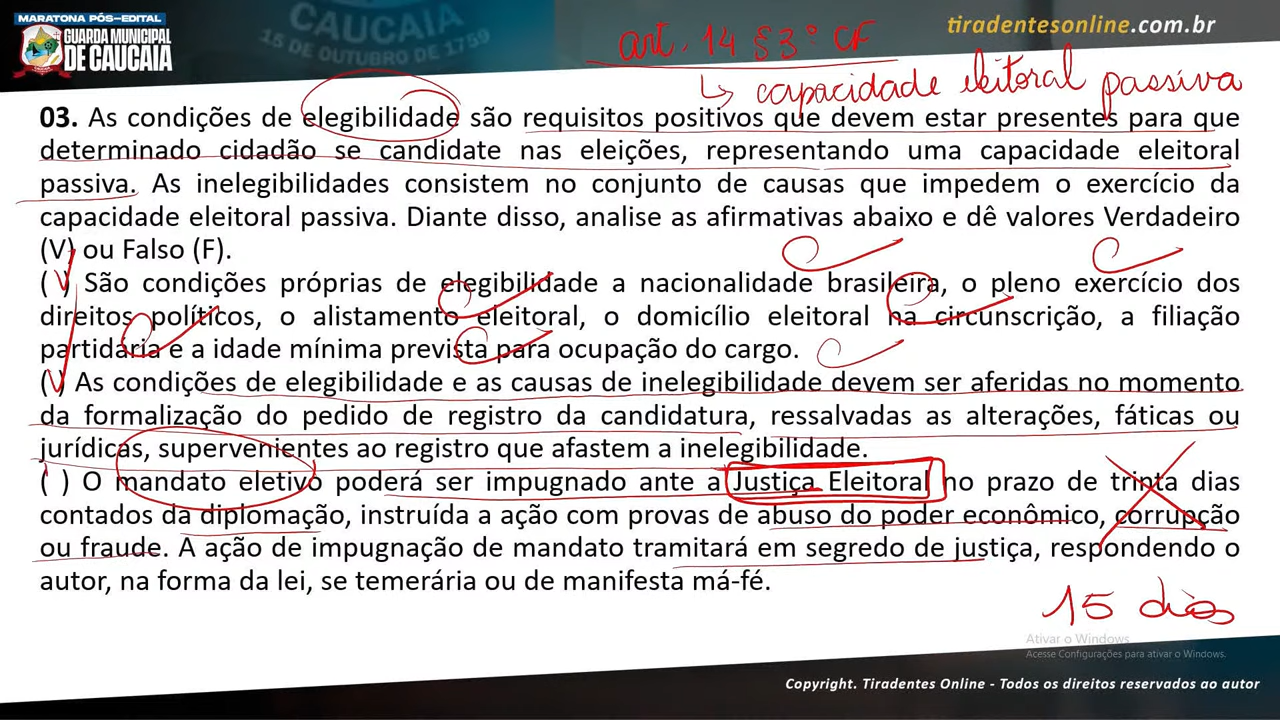 MARATONA PÓS-EDITAL
GUARDA MUNICIPAL
DE CAUCAIA
CAUCAIA
15 DE OUTUBRO DE 1759
tiradentesonline.com.br
art. 14 §3º CF
↳ capacidade eleitoral passiva
03. As condições de elegibilidade são requisitos positivos que devem estar presentes para que
determinado cidadão se candidate nas eleições, representando uma capacidade eleitoral
passiva. As inelegibilidades consistem no conjunto de causas que impedem o exercício da
capacidade eleitoral passiva. Diante disso, analise as afirmativas abaixo e dê valores Verdadeiro
(V) ou Falso (F).
(V) São condições próprias de elegibilidade a nacionalidade brasileira, o pleno exercício dos
direitos políticos, o alistamento eleitoral, o domicílio eleitoral na circunscrição, a filiação
partidária e a idade mínima prevista para ocupação do cargo.
(V) As condições de elegibilidade e as causas de inelegibilidade devem ser aferidas no momento
da formalização do pedido de registro da candidatura, ressalvadas as alterações, fáticas ou
jurídicas, supervenientes ao registro que afastem a inelegibilidade.
( ) O mandato eletivo poderá ser impugnado ante a Justiça Eleitoral no prazo de trinta dias
contados da diplomação, instruída a ação com provas de abuso do poder econômico, corrupção
ou fraude. A ação de impugnação de mandato tramitará em segredo de justiça, respondendo o
autor, na forma da lei, se temerária ou de manifesta má-fé.
15 dias
Ativar o Windows
Acesse Configurações para ativar o Windows.
Copyright. Tiradentes Online - Todos os direitos reservados ao autor